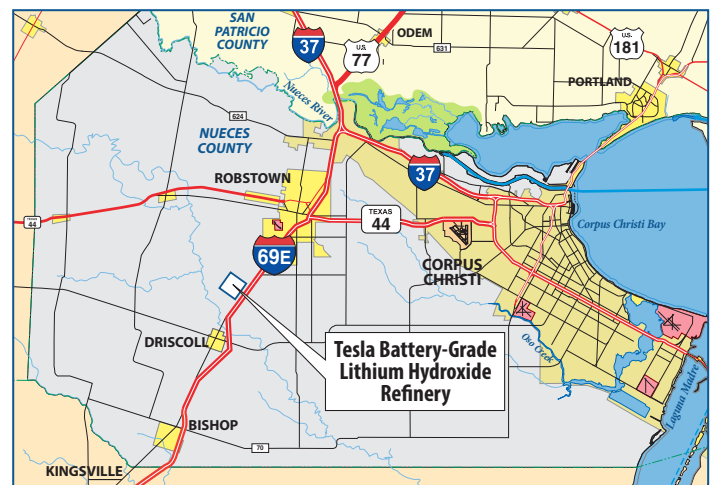 SAN
PATRICIO
COUNTY
37
U.S.
77
ODEM
631
U.S.
181
PORTLAND
Nueces River
624
NUECES
COUNTY
ROBSTOWN
37
TEXAS
44
TEXAS
44
Corpus Christi Bay
69E
CORPUS
CHRISTI
DRISCOLL
Tesla Battery-Grade
Lithium Hydroxide
Refinery
Oso Creek
Laguna Madre
BISHOP
70
KINGSVILLE